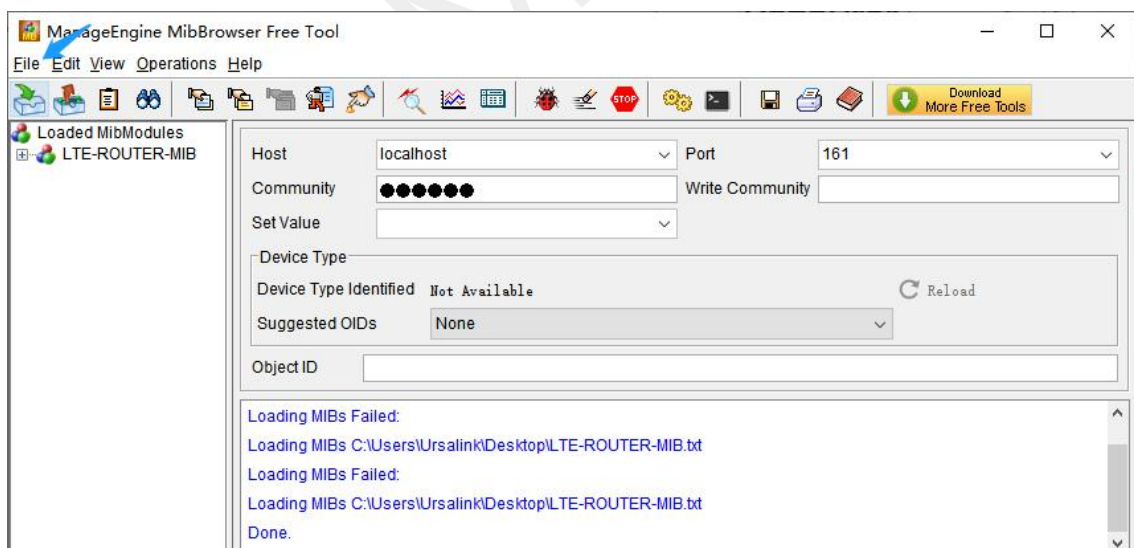 ManageEngine MibBrowser Free Tool
File Edit View Operations Help
STOP
Download
More Free Tools
Loaded MibModules
LTE-ROUTER-MIB
Host localhost Port 161
Community ●●●●●● Write Community
Set Value
Device Type
Device Type Identified Not Available Reload
Suggested OIDs None
Object ID
Loading MIBs Failed:
Loading MIBs C:\Users\Ursalink\Desktop\LTE-ROUTER-MIB.txt
Loading MIBs Failed:
Loading MIBs C:\Users\Ursalink\Desktop\LTE-ROUTER-MIB.txt
Done.